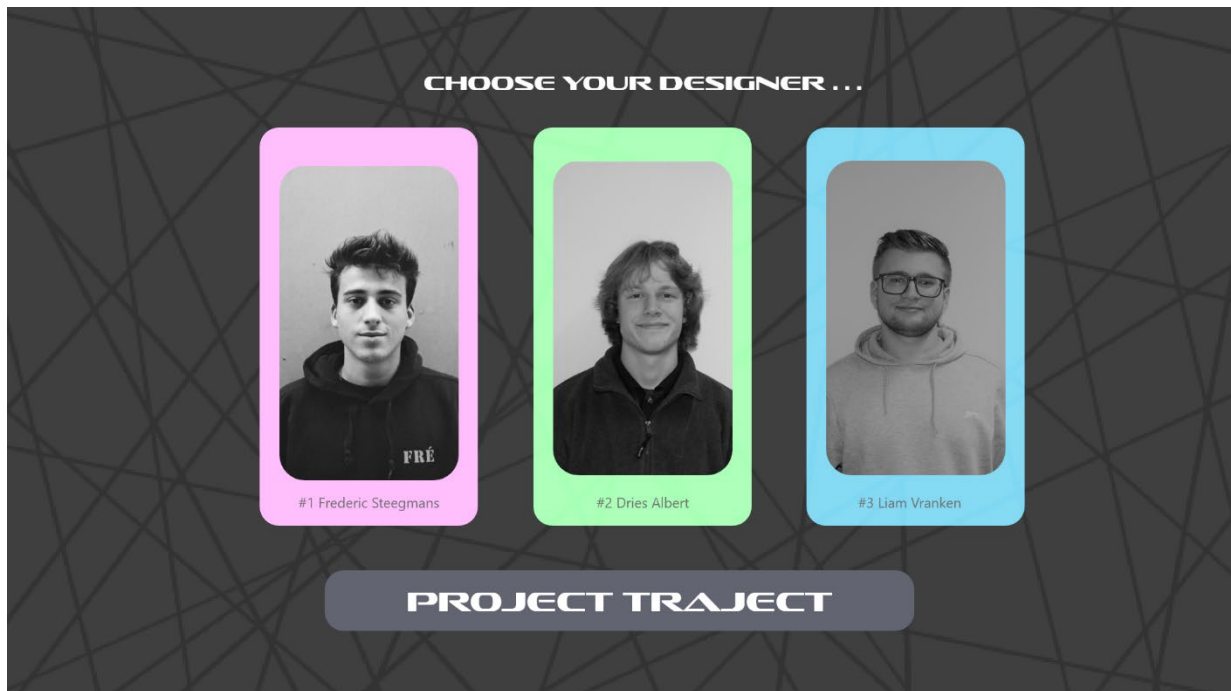 CHOOSE YOUR DESIGNER ...
FRÉ
#1 Frederic Steegmans
#2 Dries Albert
#3 Liam Vranken
PROJECT TRAJECT